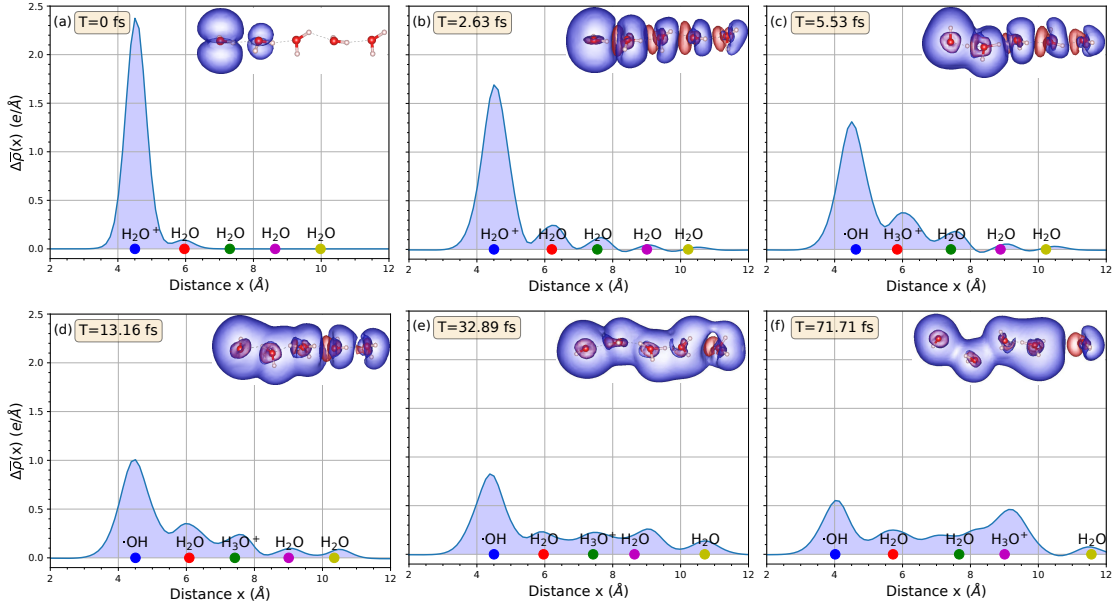 (a) T=0 fs
2.5
2.0
1.5
1.0
0.5
0.0
Δρ̅(x) (e/Å)
H₂O⁺ H₂O H₂O H₂O H₂O
2 4 6 8 10 12
Distance x (Å)
(b) T=2.63 fs
H₂O⁺ H₂O H₂O H₂O H₂O
2 4 6 8 10 12
Distance x (Å)
(c) T=5.53 fs
·OH H₃O⁺ H₂O H₂O H₂O
2 4 6 8 10 12
Distance x (Å)
(d) T=13.16 fs
2.5
2.0
1.5
1.0
0.5
0.0
Δρ̅(x) (e/Å)
·OH H₂O H₃O⁺ H₂O H₂O
2 4 6 8 10 12
Distance x (Å)
(e) T=32.89 fs
·OH H₂O H₃O⁺ H₂O H₂O
2 4 6 8 10 12
Distance x (Å)
(f) T=71.71 fs
·OH H₂O H₂O H₃O⁺ H₂O
2 4 6 8 10 12
Distance x (Å)